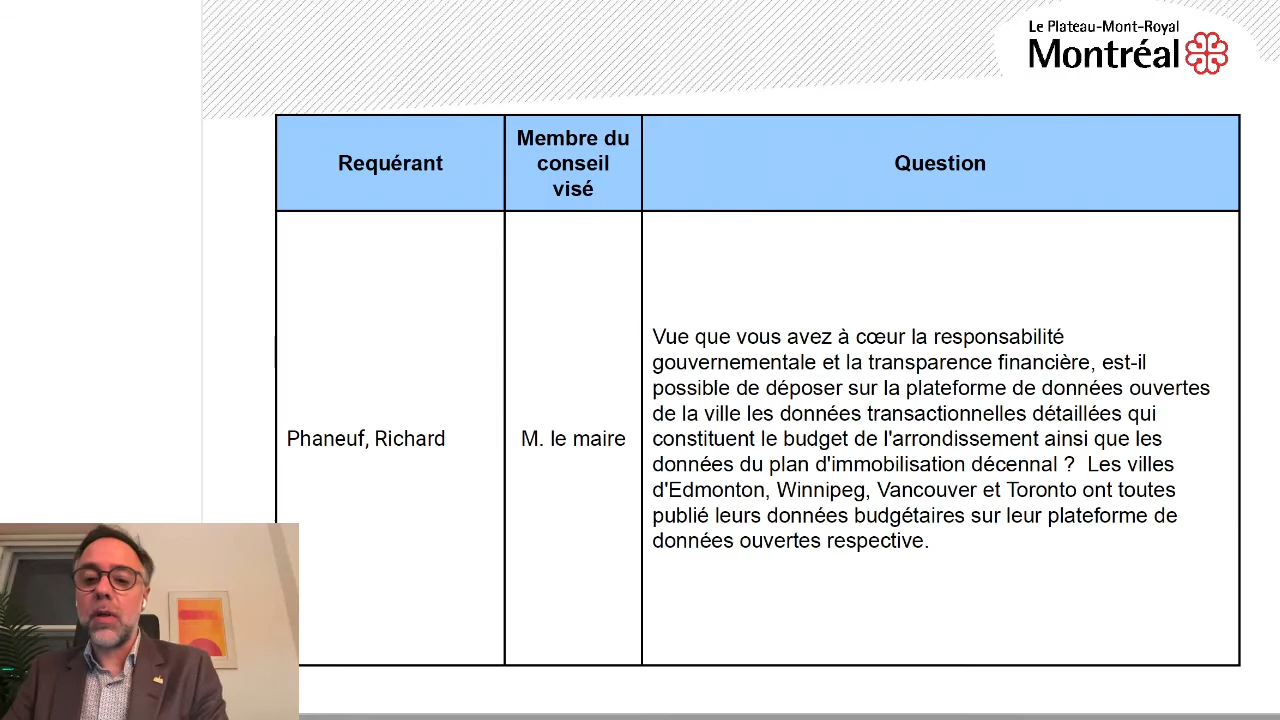 Le Plateau-Mont-Royal
Montréal
Requérant
Membre du
conseil
visé
Question
Phaneuf, Richard
M. le maire
Vue que vous avez à cœur la responsabilité
gouvernementale et la transparence financière, est-il
possible de déposer sur la plateforme de données ouvertes
de la ville les données transactionnelles détaillées qui
constituent le budget de l'arrondissement ainsi que les
données du plan d'immobilisation décennal ?  Les villes
d'Edmonton, Winnipeg, Vancouver et Toronto ont toutes
publié leurs données budgétaires sur leur plateforme de
données ouvertes respective.